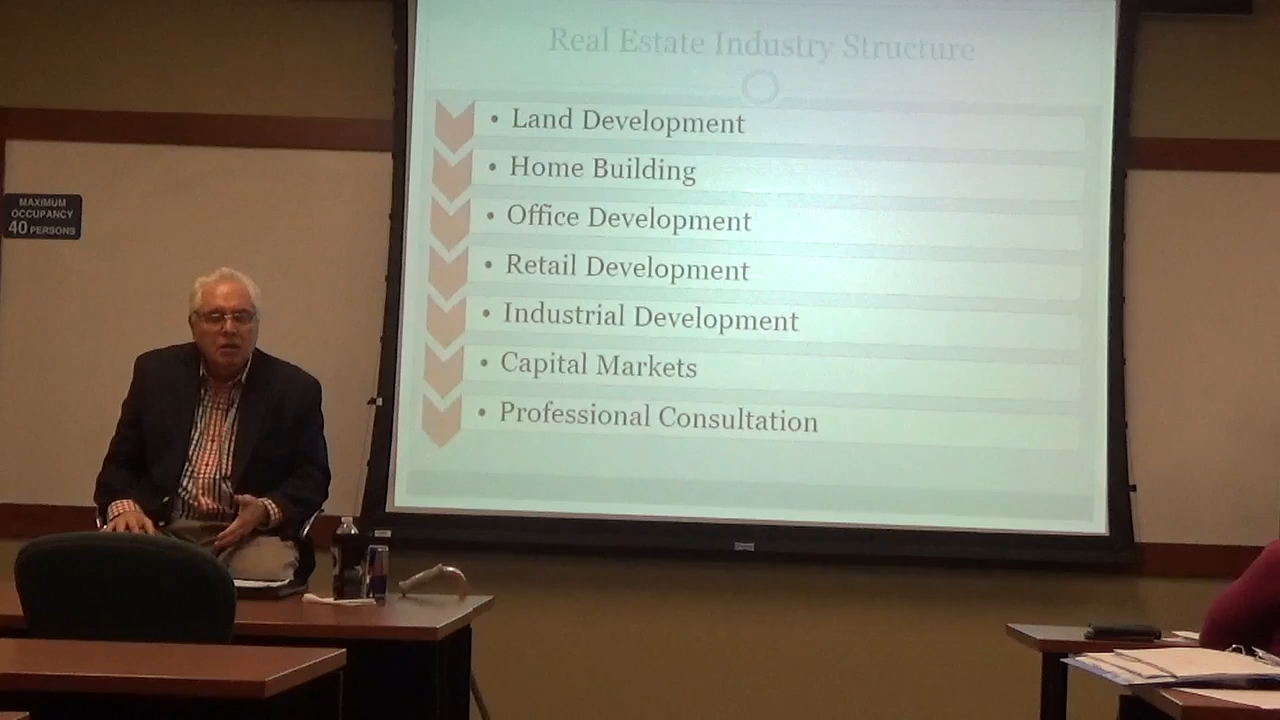 Real Estate Industry Structure
• Land Development
• Home Building
• Office Development
• Retail Development
• Industrial Development
• Capital Markets
• Professional Consultation
MAXIMUM
OCCUPANCY
40 PERSONS